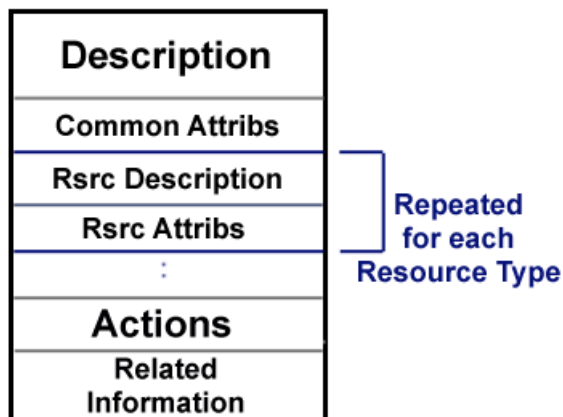 Description
Common Attribs
Rsrc Description
Rsrc Attribs
:
Actions
Related
Information
Repeated
for each
Resource Type